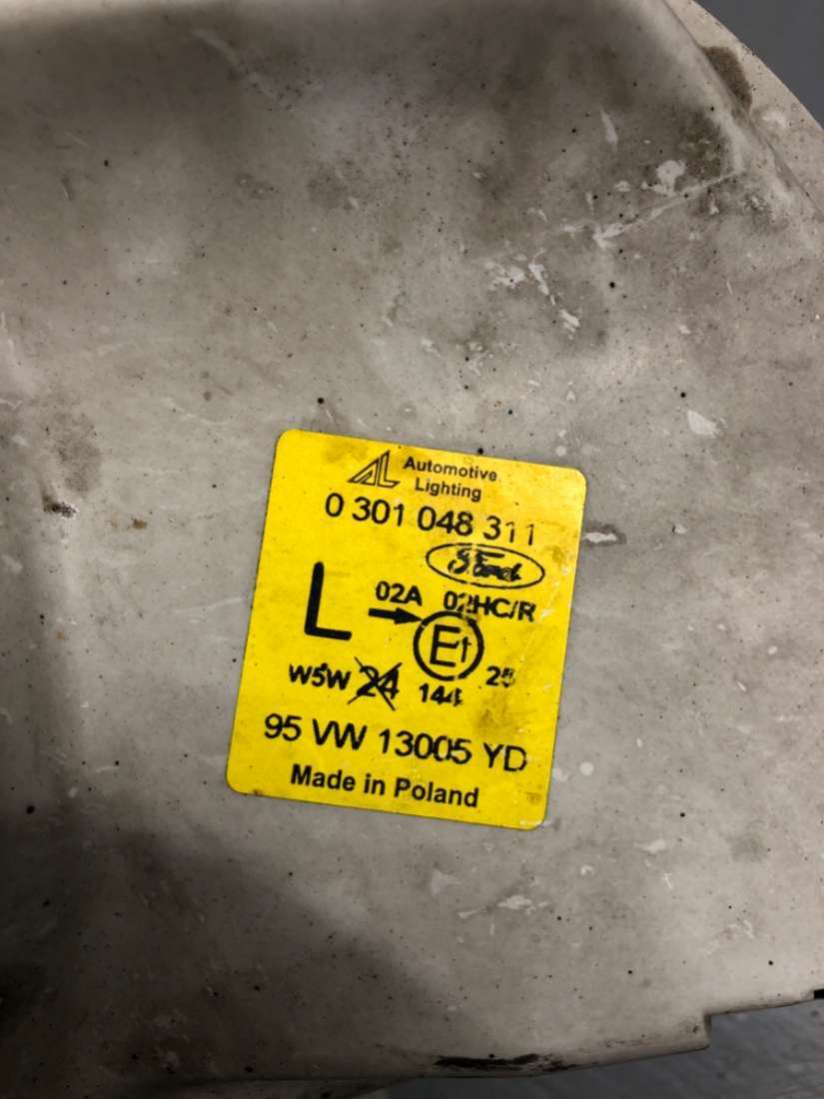 AL Automotive
Lighting
0 301 048 311
Ford
L 02A 02HC/R
E↑
W5W 24 144 25
95 VW 13005 YD
Made in Poland